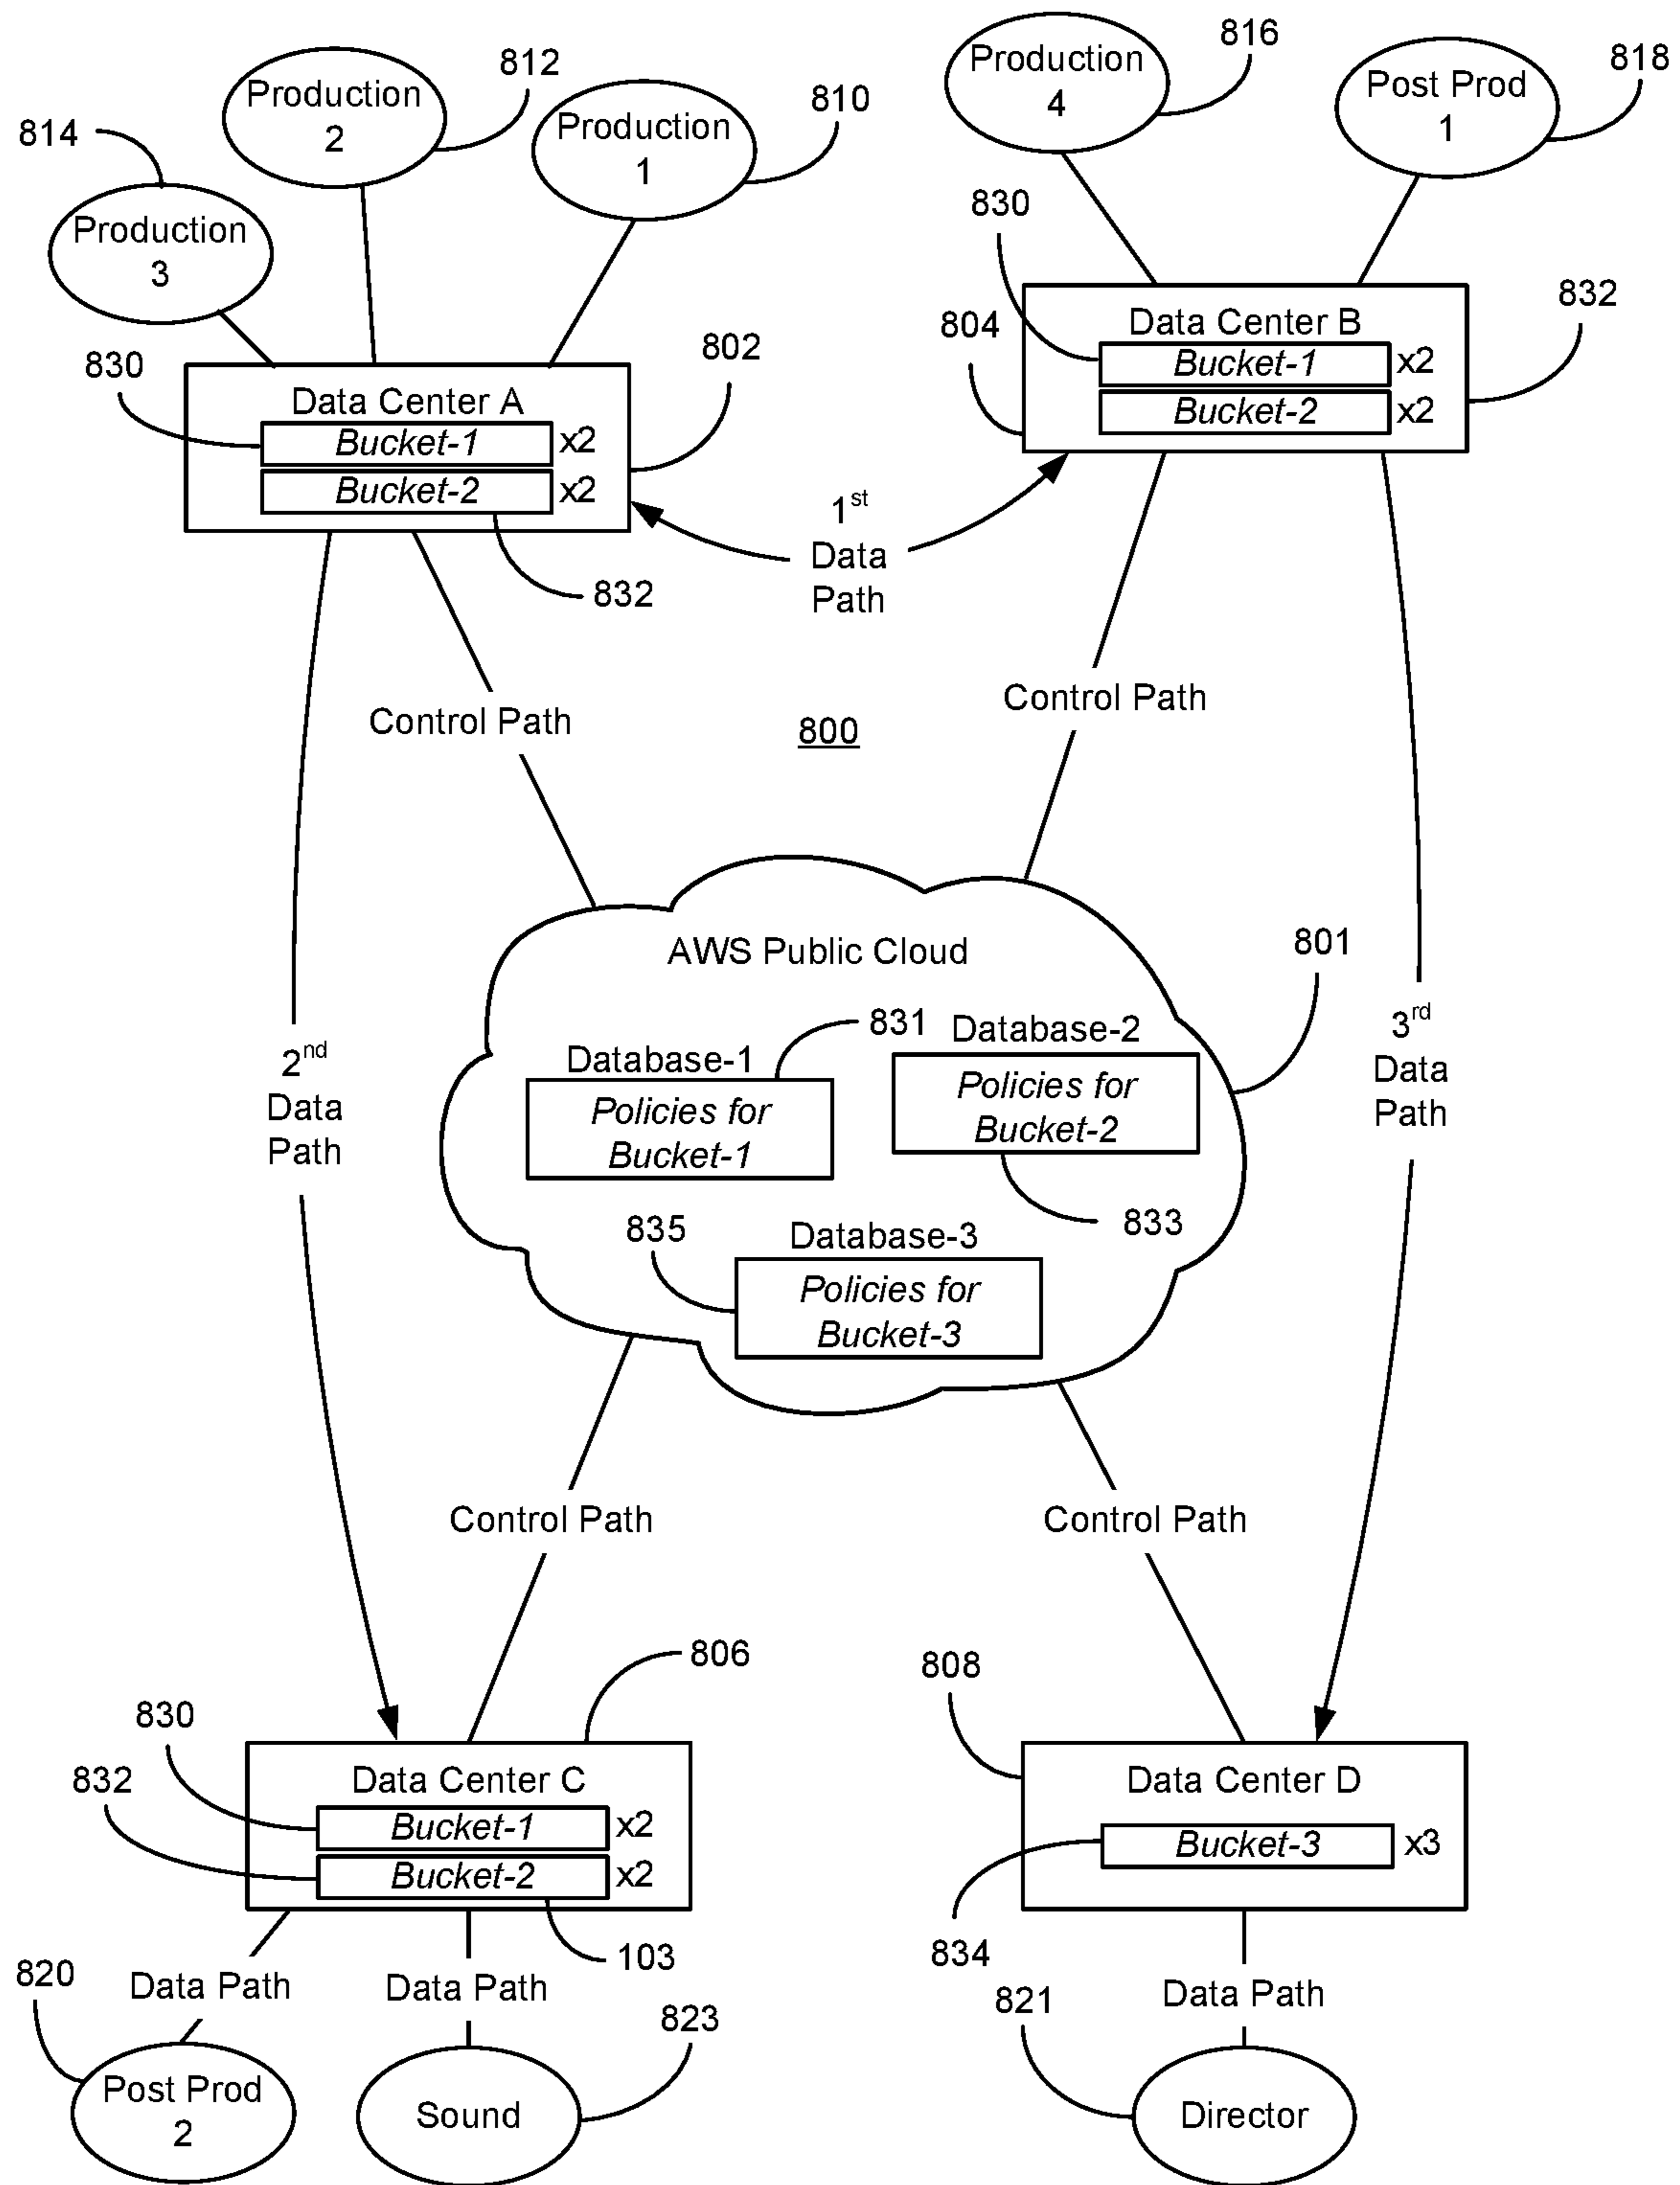 816
818
Production
4
Post Prod
1
812
Production
2
810
Production
1
814
Production
3
830
832
804
Data Center B
Bucket-1 x2
Bucket-2 x2
830
802
Data Center A
Bucket-1 x2
Bucket-2 x2
832
1st
Data
Path
Control Path
Control Path
800
AWS Public Cloud
801
2nd
Data
Path
3rd
Data
Path
831
Database-1
Policies for
Bucket-1
Database-2
Policies for
Bucket-2
833
835
Database-3
Policies for
Bucket-3
Control Path
Control Path
806
808
830
832
Data Center C
Bucket-1 x2
Bucket-2 x2
103
Data Center D
Bucket-3 x3
834
820
Data Path
Data Path
823
821
Data Path
Post Prod
2
Sound
Director